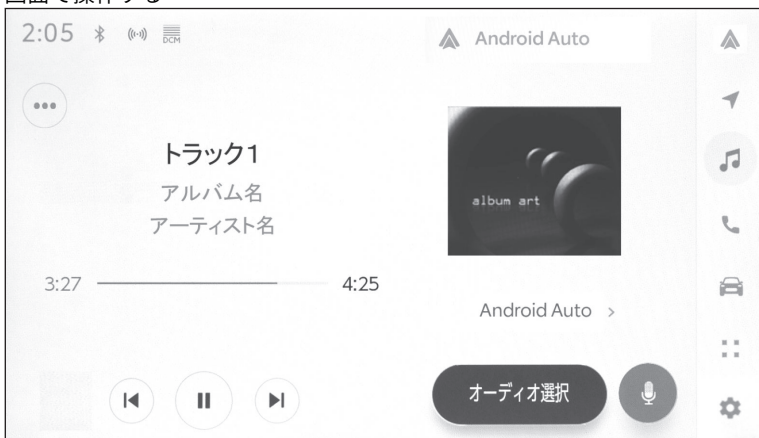 画面で操作する
2:05
DCM
Android Auto
トラック1
アルバム名
アーティスト名
album art
3:27
4:25
Android Auto >
オーディオ選択